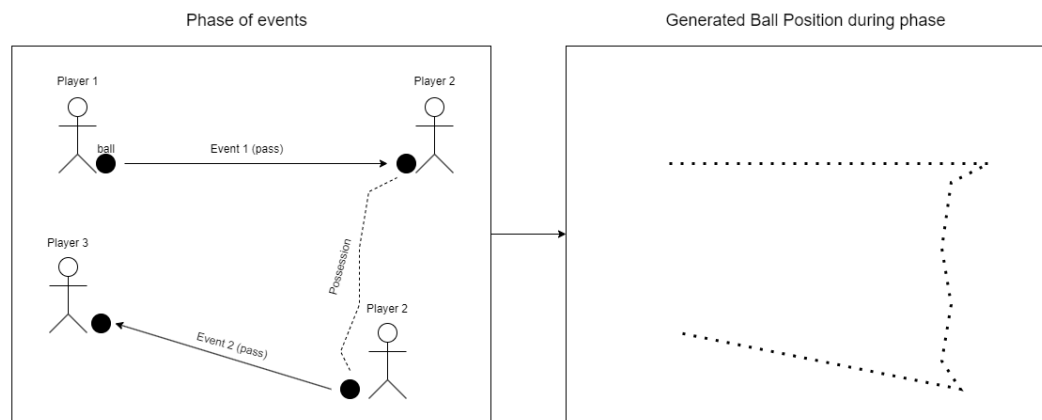 Phase of events
Generated Ball Position during phase
Player 1
Player 2
ball
Event 1 (pass)
Possession
Player 3
Player 2
Event 2 (pass)